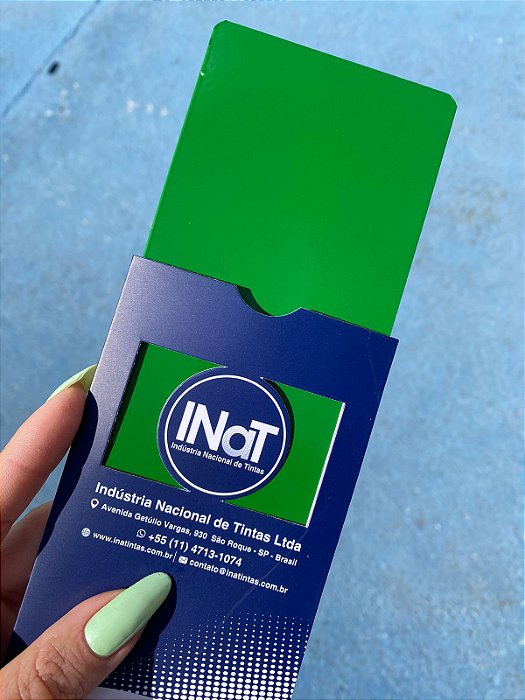 INaT
Indústria Nacional de Tintas
Indústria Nacional de Tintas Ltda
Avenida Getúlio Vargas, 930 São Roque - SP - Brasil
+55 (11) 4713-1074
www.inatintas.com.br | contato@inatintas.com.br